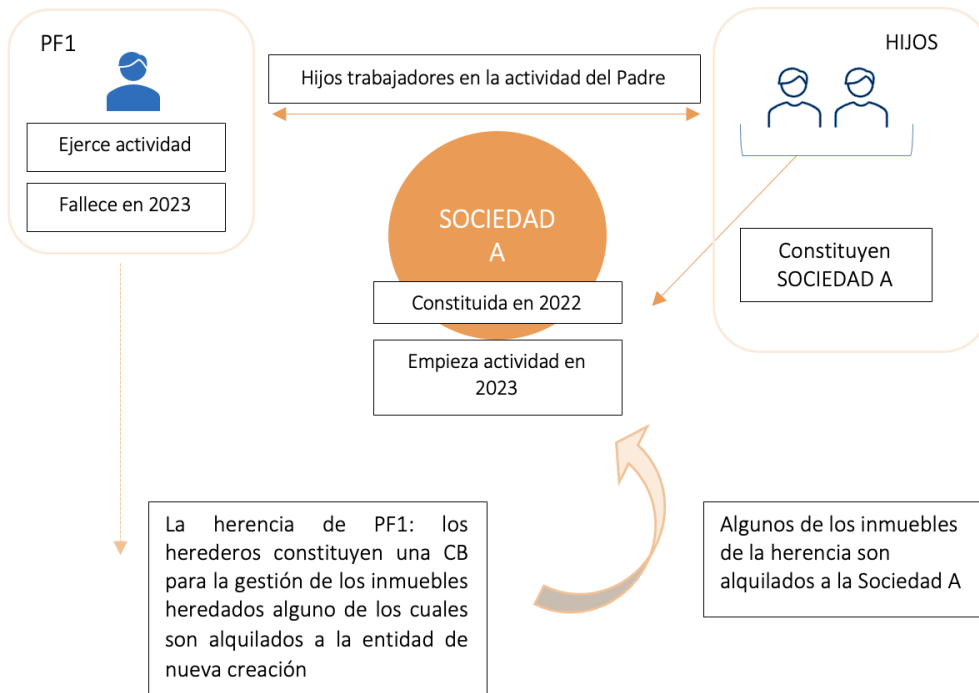 PF1
Ejerce actividad
Fallece en 2023
Hijos trabajadores en la actividad del Padre
HIJOS
Constituyen
SOCIEDAD A
SOCIEDAD
A
Constituida en 2022
Empieza actividad en
2023
La herencia de PF1: los
herederos constituyen una CB
para la gestión de los inmuebles
heredados alguno de los cuales
son alquilados a la entidad de
nueva creación
Algunos de los inmuebles
de la herencia son
alquilados a la Sociedad A